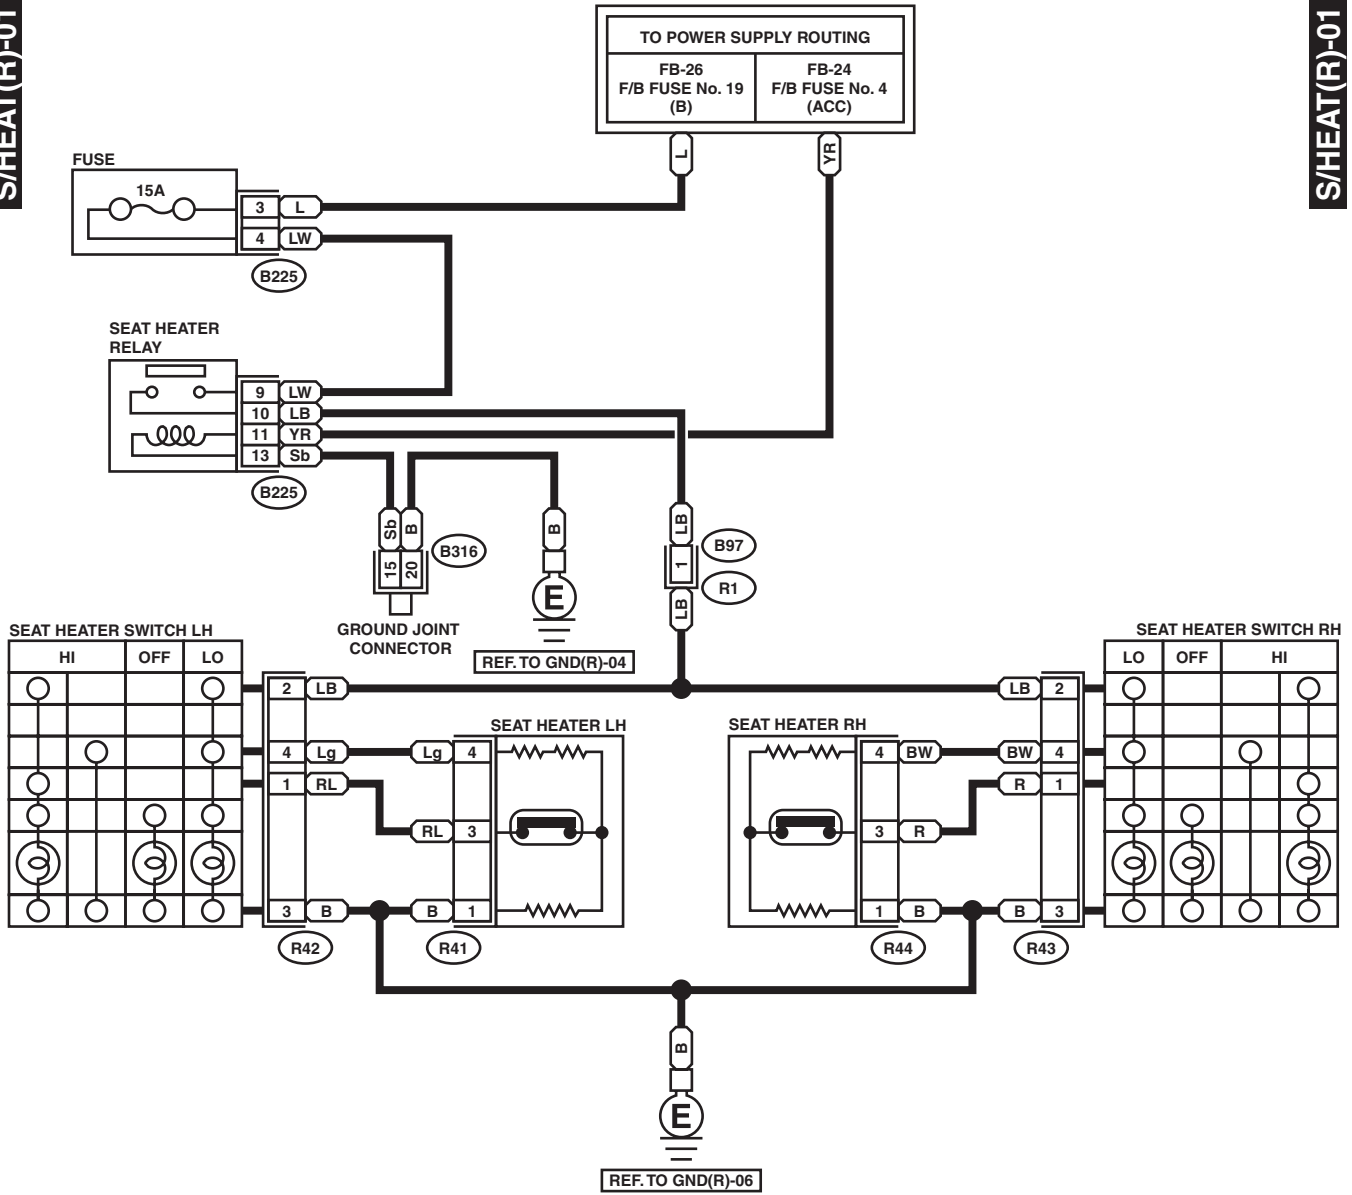 S/HEAT(R)-01
S/HEAT(R)-01
TO POWER SUPPLY ROUTING
FB-26
F/B FUSE No. 19
(B)
FB-24
F/B FUSE No. 4
(ACC)
L
YR
FUSE
15A
3 L
4 LW
B225
SEAT HEATER
RELAY
9 LW
10 LB
11 YR
13 Sb
B225
Sb B
15 20
B316
GROUND JOINT
CONNECTOR
B
E
REF. TO GND(R)-04
LB
1
LB
B97
R1
SEAT HEATER SWITCH LH
HI OFF LO
2 LB
4 Lg
1 RL
3 B
R42
SEAT HEATER LH
Lg 4
RL 3
B 1
R41
SEAT HEATER RH
4 BW
3 R
1 B
R44
SEAT HEATER SWITCH RH
LO OFF HI
LB 2
BW 4
R 1
B 3
R43
B
E
REF. TO GND(R)-06